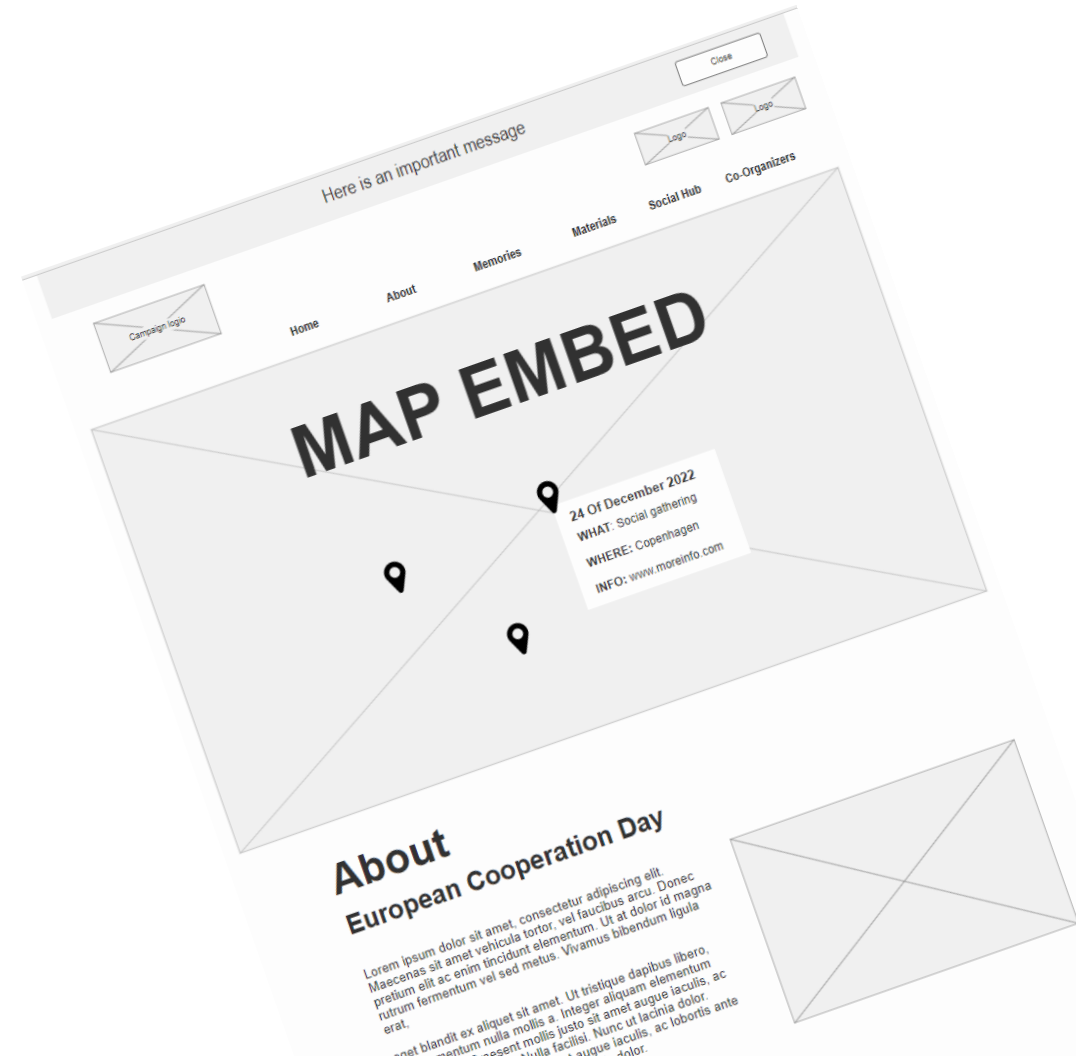 Close
Here is an important message
Logo
Logo
Campaign logio
Home
About
Memories
Materials
Social Hub
Co-Organizers
MAP EMBED
24 Of December 2022
WHAT: Social gathering
WHERE: Copenhagen
INFO: www.moreinfo.com
About
European Cooperation Day
Lorem ipsum dolor sit amet, consectetur adipiscing elit.
Maecenas sit amet vehicula tortor, vel faucibus arcu. Donec
pretium elit ac enim tincidunt elementum. Ut at dolor id magna
rutrum fermentum vel sed metus. Vivamus bibendum ligula
erat,
eget blandit ex aliquet sit amet. Ut tristique dapibus libero,
nulla mollis a. Integer aliquam elementum
mollis justo sit amet augue iaculis, ac
Nulla facilisi. Nunc ut lacinia dolor.
augue iaculis, ac lobortis ante
dolor.